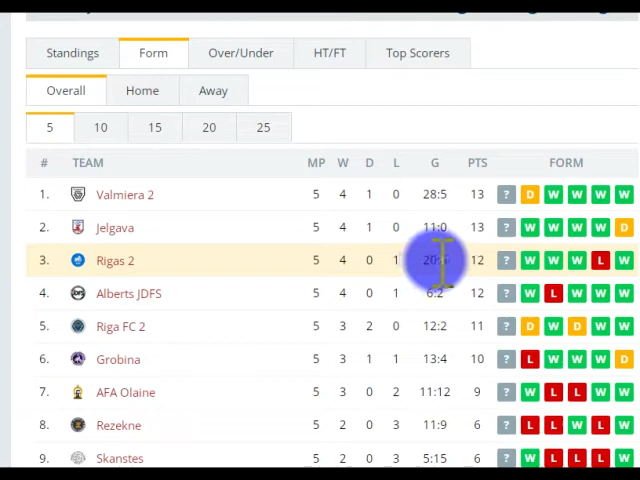 Standings Form Over/Under HT/FT Top Scorers
Overall Home Away
5 10 15 20 25
# TEAM MP W D L G PTS FORM
1. Valmiera 2 5 4 1 0 28:5 13 ? D W W W W
2. Jelgava 5 4 1 0 11:0 13 ? W W W W D
3. Rigas 2 5 4 0 1 12 ? W W W L W
4. Alberts JDFS 5 4 0 1 6:2 12 ? W L W W W
5. Riga FC 2 5 3 2 0 12:2 11 ? D W D W W
6. Grobina 5 3 1 1 13:4 10 ? L W W W D
7. AFA Olaine 5 3 0 2 11:12 9 ? W L L W W
8. Rezekne 5 2 0 3 11:9 6 ? L L W L W
9. Skanstes 5 2 0 3 5:15 6 ? W L L L W